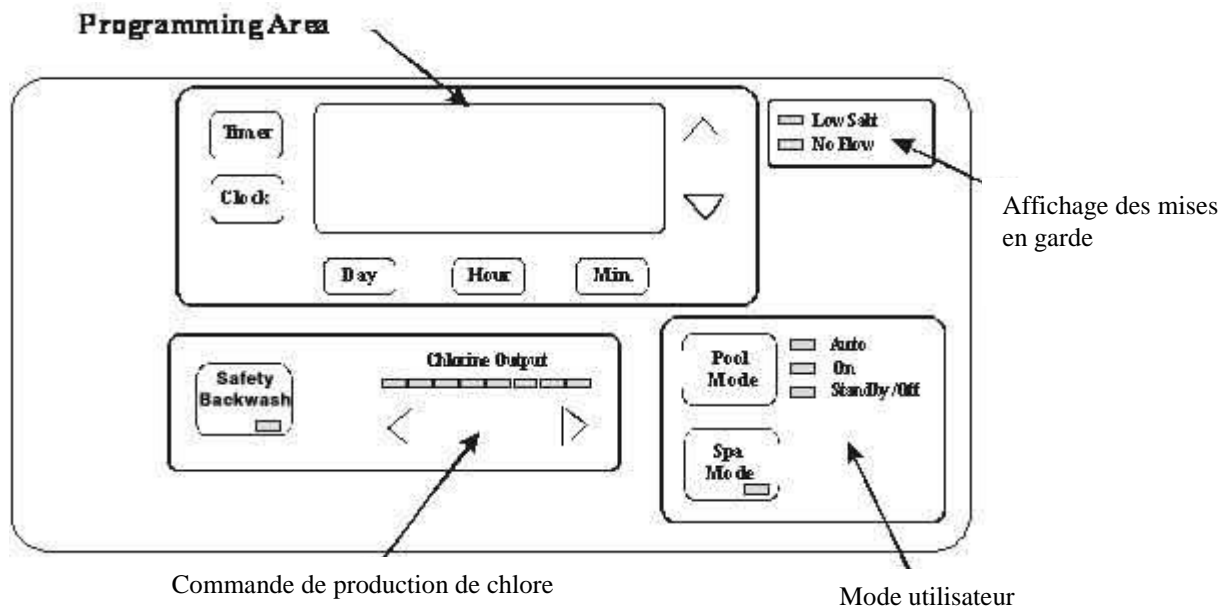 Programming Area
Timer
Clock
Day
Hour
Min.
Low Salt
No Flow
Affichage des mises
en garde
Safety
Backwash
Chlorine Output
Pool
Mode
Auto
On
Standby/Off
Spa
Mode
Commande de production de chlore
Mode utilisateur